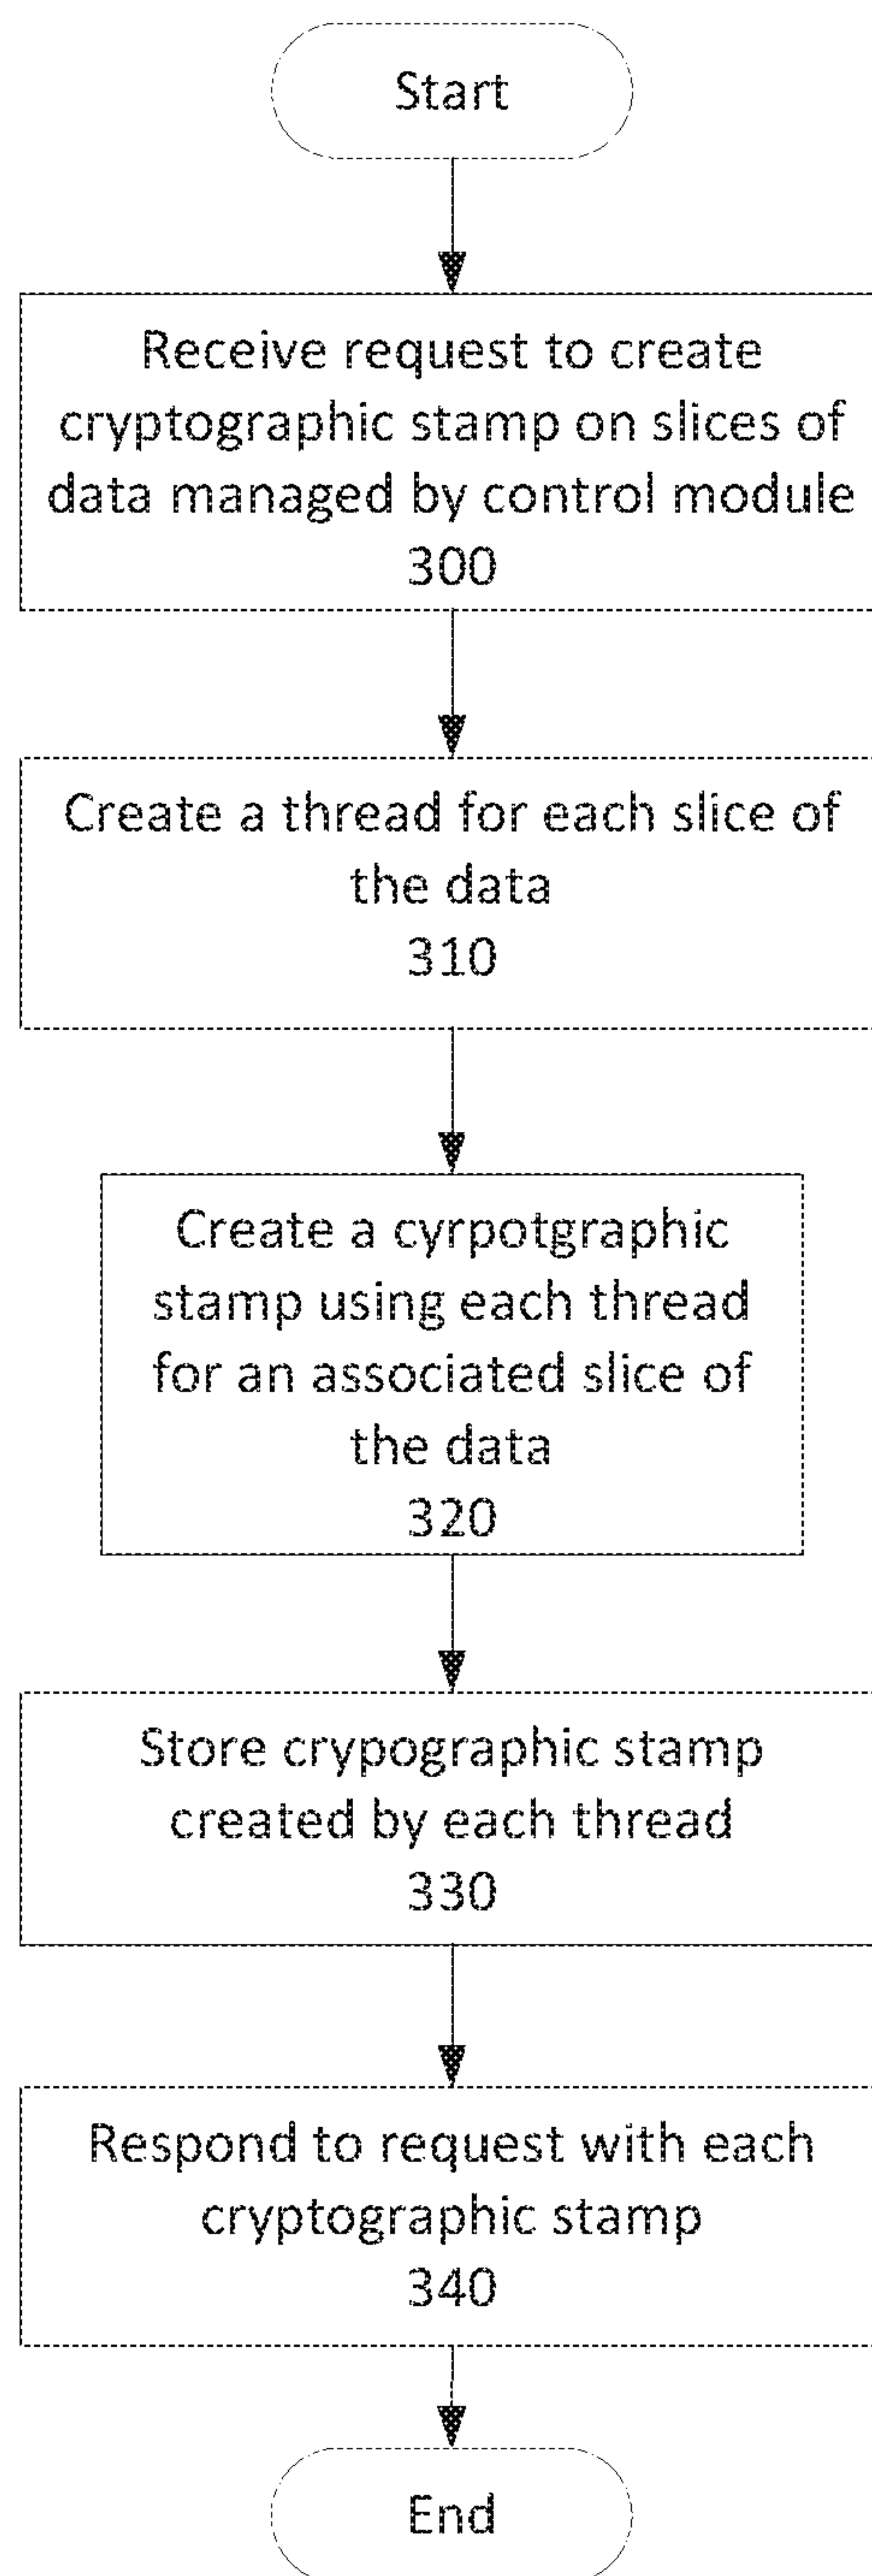 Start
Receive request to create
cryptographic stamp on slices of
data managed by control module
300
Create a thread for each slice of
the data
310
Create a cyrpotgraphic
stamp using each thread
for an associated slice of
the data
320
Store crypographic stamp
created by each thread
330
Respond to request with each
cryptographic stamp
340
End